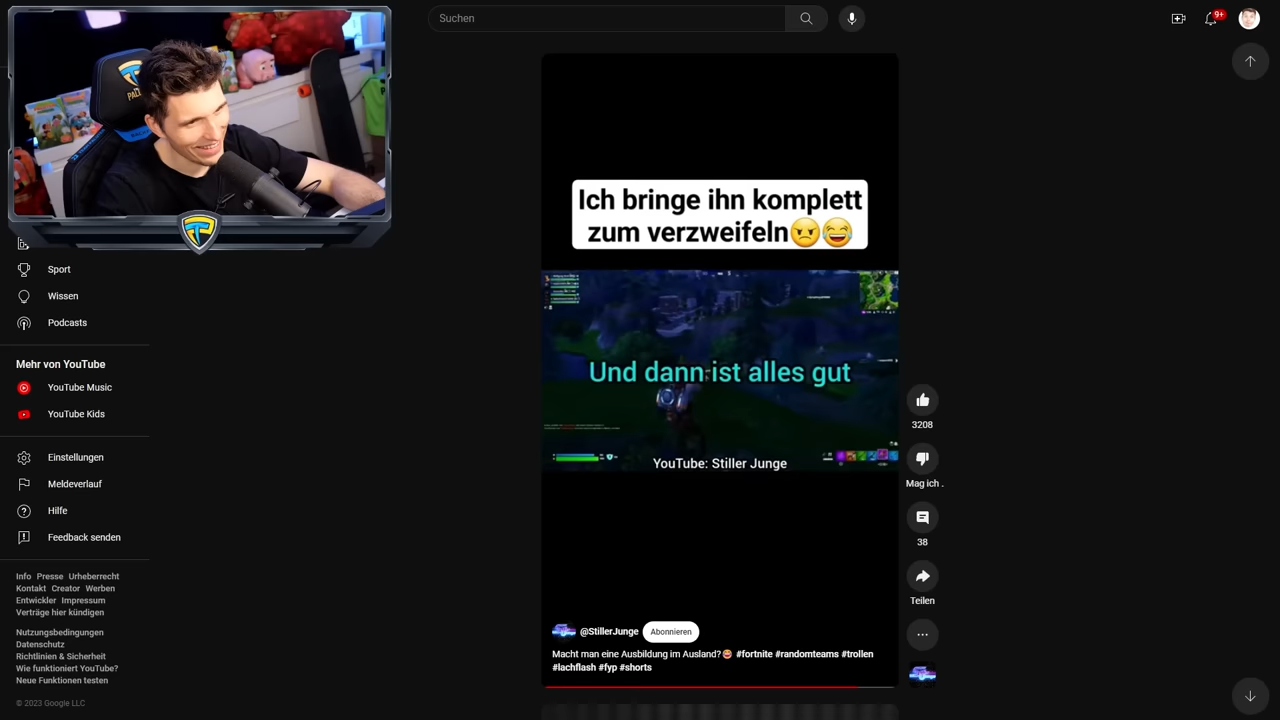 Suchen
9+
PAL
Sport
Wissen
Podcasts
Mehr von YouTube
YouTube Music
YouTube Kids
Einstellungen
Meldeverlauf
Hilfe
Feedback senden
Info Presse Urheberrecht
Kontakt Creator Werben
Entwickler Impressum
Verträge hier kündigen
Nutzungsbedingungen
Datenschutz
Richtlinien & Sicherheit
Wie funktioniert YouTube?
Neue Funktionen testen
© 2023 Google LLC
Ich bringe ihn komplett
zum verzweifeln😠😂
Und dann ist alles gut
YouTube: Stiller Junge
@StillerJunge Abonnieren
Macht man eine Ausbildung im Ausland?😂 #fortnite #randomteams #trollen
#lachflash #fyp #shorts
3208
Mag ich .
38
Teilen